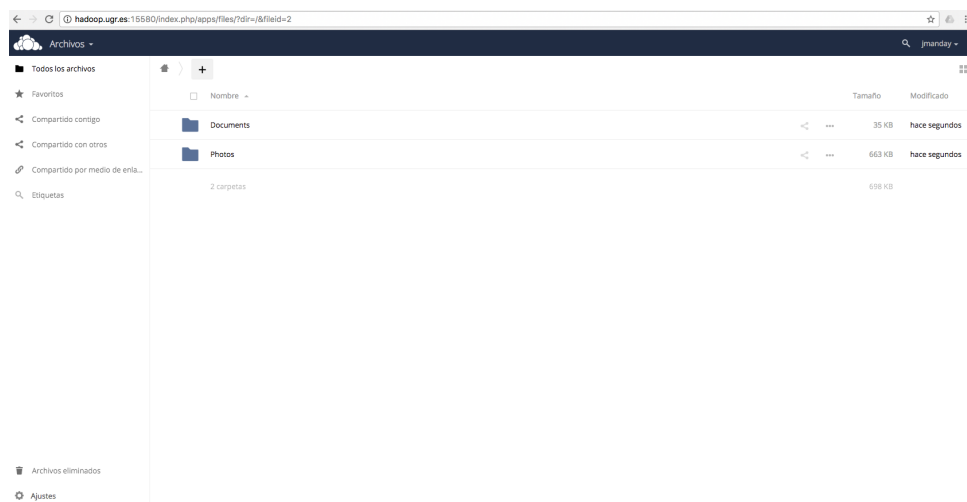 hadoop.ugr.es:15580/index.php/apps/files/?dir=/&fileid=2
Archivos
jmanday
Todos los archivos
Favoritos
Compartido contigo
Compartido con otros
Compartido por medio de enla...
Etiquetas
+
Nombre Tamaño Modificado
Documents 35 KB hace segundos
Photos 663 KB hace segundos
2 carpetas 698 KB
Archivos eliminados
Ajustes